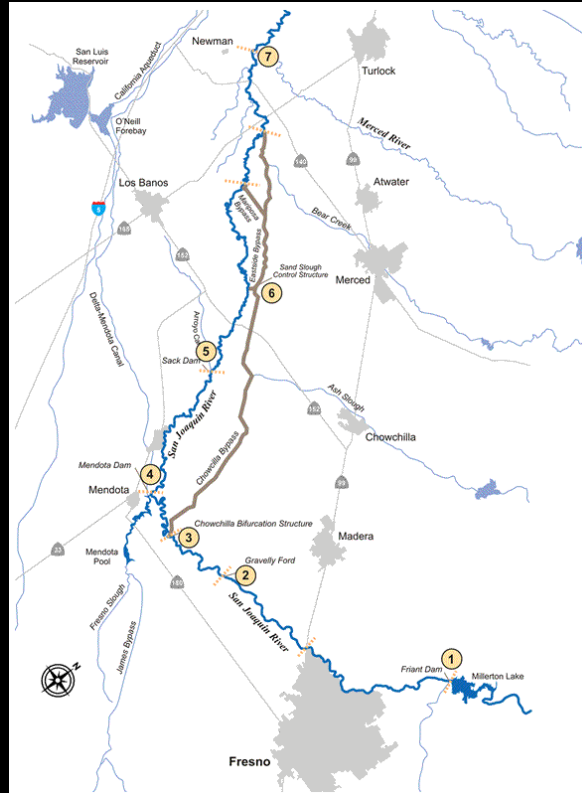 Newman
7
San Luis
Reservoir
California Aqueduct
Turlock
O'Neill
Forebay
Merced River
140
99
Los Banos
Atwater
5
Mariposa
Bypass
Bear Creek
165
152
Eastside Bypass
Merced
Sand Slough
Control Structure
6
Delta-Mendota Canal
5
Sack Dam
San Joaquin River
Ash Slough
152
Chowchilla
Chowcilla Bypass
Mendota Dam
4
99
Mendota
Chowchilla Bifurcation Structure
3
Madera
33
Mendota
Pool
Gravelly Ford
2
180
Fresno Slough
San Joaquin River
James Bypass
N
1
Friant Dam
Millerton Lake
Fresno